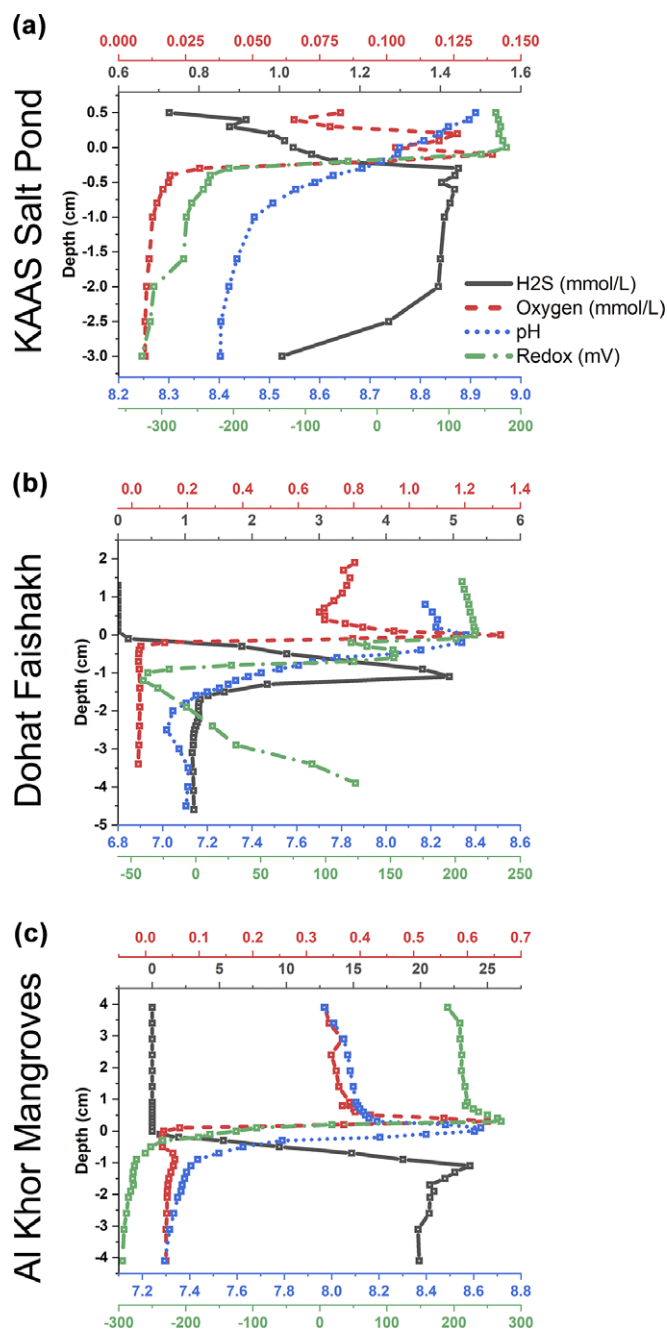 (a)
0.000 0.025 0.050 0.075 0.100 0.125 0.150
0.6 0.8 1.0 1.2 1.4 1.6
KAAS Salt Pond
Depth (cm)
0.5
0.0
-0.5
-1.0
-1.5
-2.0
-2.5
-3.0
H2S (mmol/L)
Oxygen (mmol/L)
pH
Redox (mV)
8.2 8.3 8.4 8.5 8.6 8.7 8.8 8.9 9.0
-300 -200 -100 0 100 200
(b)
0.0 0.2 0.4 0.6 0.8 1.0 1.2 1.4
0 1 2 3 4 5 6
Dohat Faishakh
Depth (cm)
2
1
0
-1
-2
-3
-4
-5
6.8 7.0 7.2 7.4 7.6 7.8 8.0 8.2 8.4 8.6
-50 0 50 100 150 200 250
(c)
0.0 0.1 0.2 0.3 0.4 0.5 0.6 0.7
0 5 10 15 20 25
Al Khor Mangroves
Depth (cm)
4
3
2
1
0
-1
-2
-3
-4
7.2 7.4 7.6 7.8 8.0 8.2 8.4 8.6 8.8
-300 -200 -100 0 100 200 300